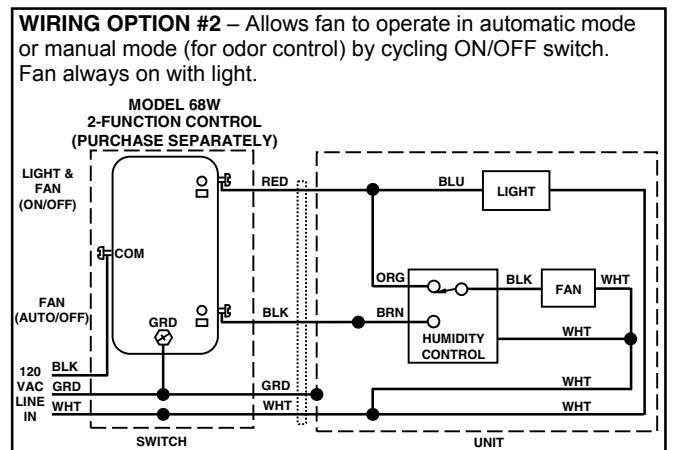 WIRING OPTION #2 – Allows fan to operate in automatic mode
or manual mode (for odor control) by cycling ON/OFF switch.
Fan always on with light.
MODEL 68W
2-FUNCTION CONTROL
(PURCHASE SEPARATELY)
LIGHT &
FAN
(ON/OFF)
RED
BLU
LIGHT
COM
ORG
BLK
FAN
WHT
FAN
(AUTO/OFF)
GRD
BLK
BRN
HUMIDITY
CONTROL
WHT
120
VAC
LINE
IN
BLK
GRD
WHT
GRD
WHT
WHT
WHT
SWITCH
UNIT